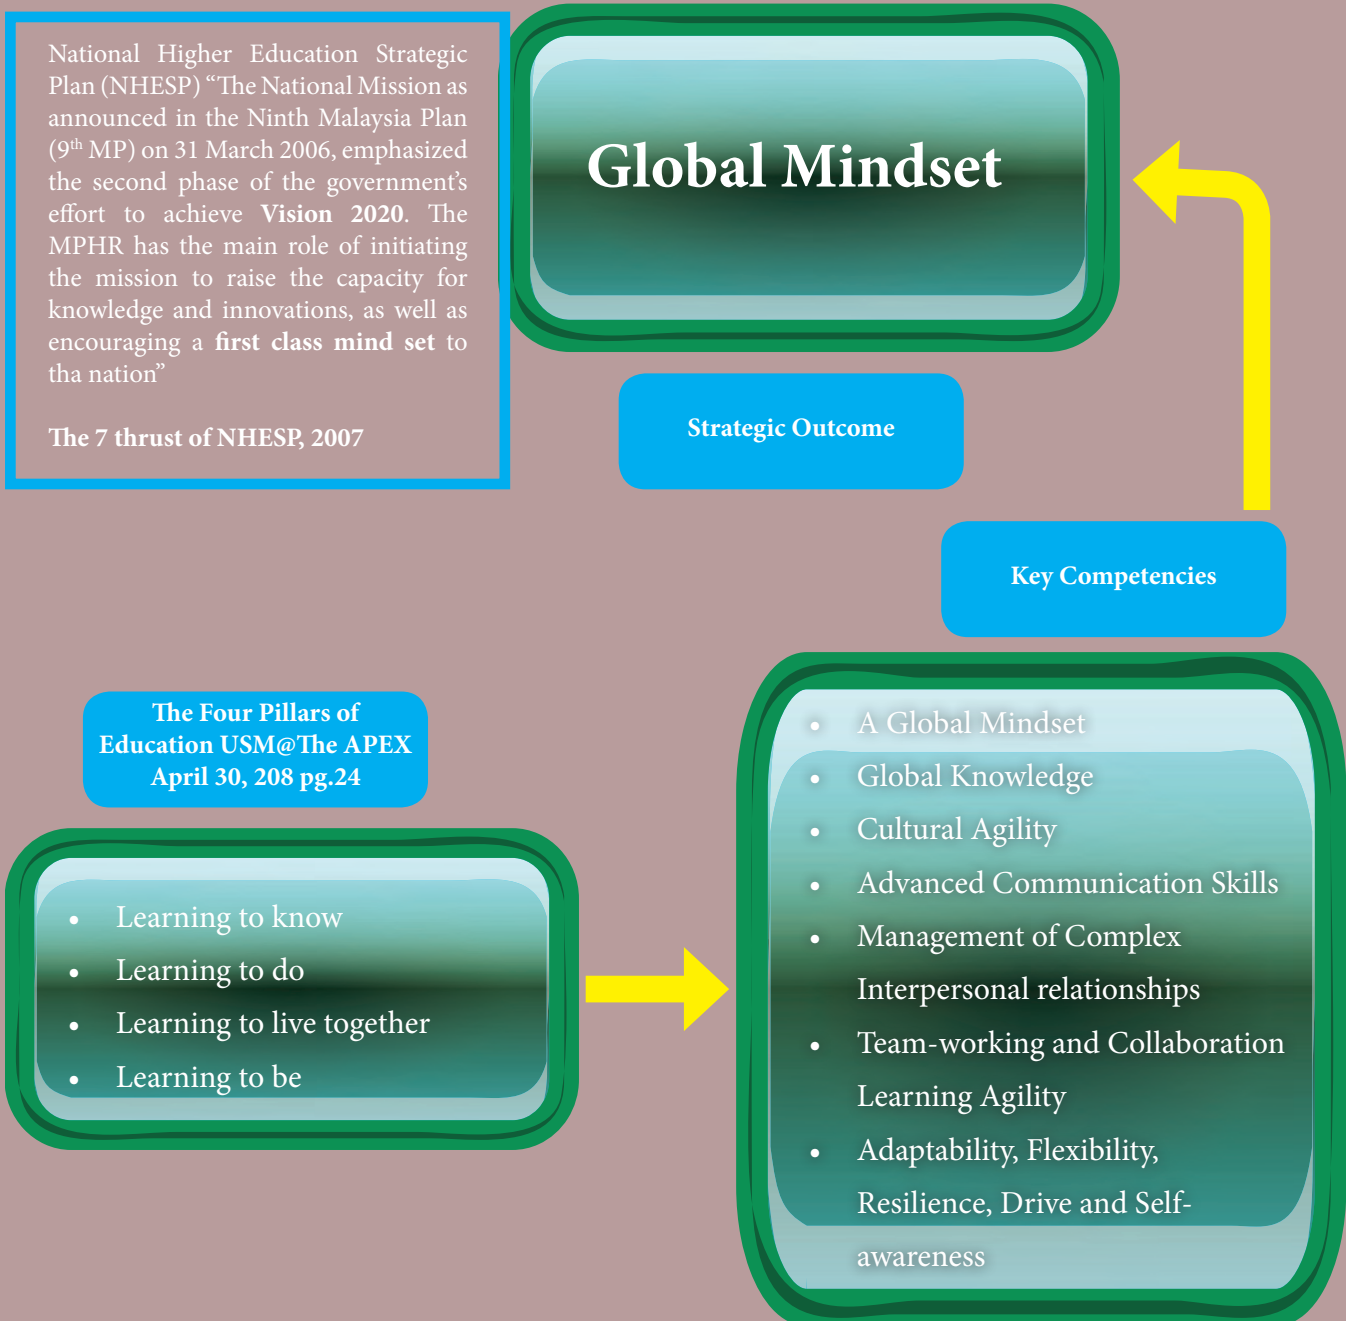 National Higher Education Strategic
Plan (NHESP) “The National Mission as
announced in the Ninth Malaysia Plan
(9th MP) on 31 March 2006, emphasized
the second phase of the government’s
effort to achieve Vision 2020. The
MPHR has the main role of initiating
the mission to raise the capacity for
knowledge and innovations, as well as
encouraging a first class mind set to
tha nation”
The 7 thrust of NHESP, 2007
Global Mindset
Strategic Outcome
Key Competencies
The Four Pillars of
Education USM@The APEX
April 30, 208 pg.24
• Learning to know
• Learning to do
• Learning to live together
• Learning to be
• A Global Mindset
• Global Knowledge
• Cultural Agility
• Advanced Communication Skills
• Management of Complex
Interpersonal relationships
• Team-working and Collaboration
Learning Agility
• Adaptability, Flexibility,
Resilience, Drive and Self-
awareness